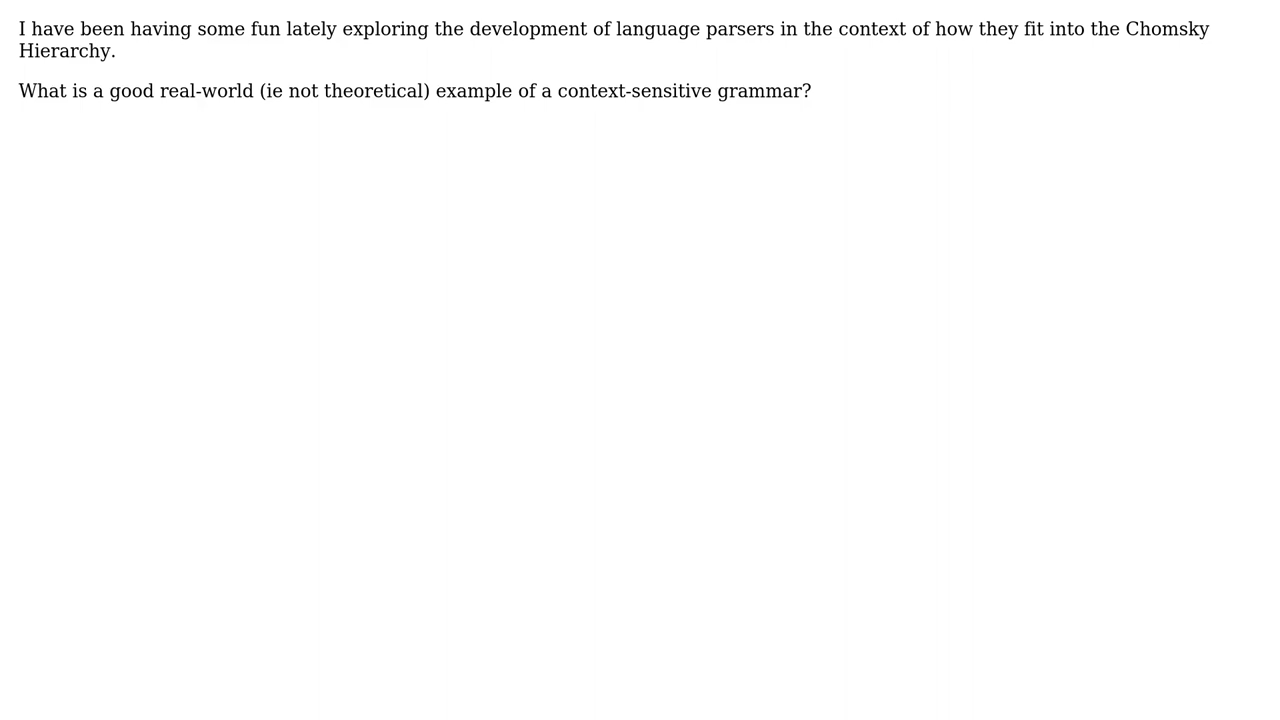 I have been having some fun lately exploring the development of language parsers in the context of how they fit into the Chomsky
Hierarchy.
What is a good real-world (ie not theoretical) example of a context-sensitive grammar?